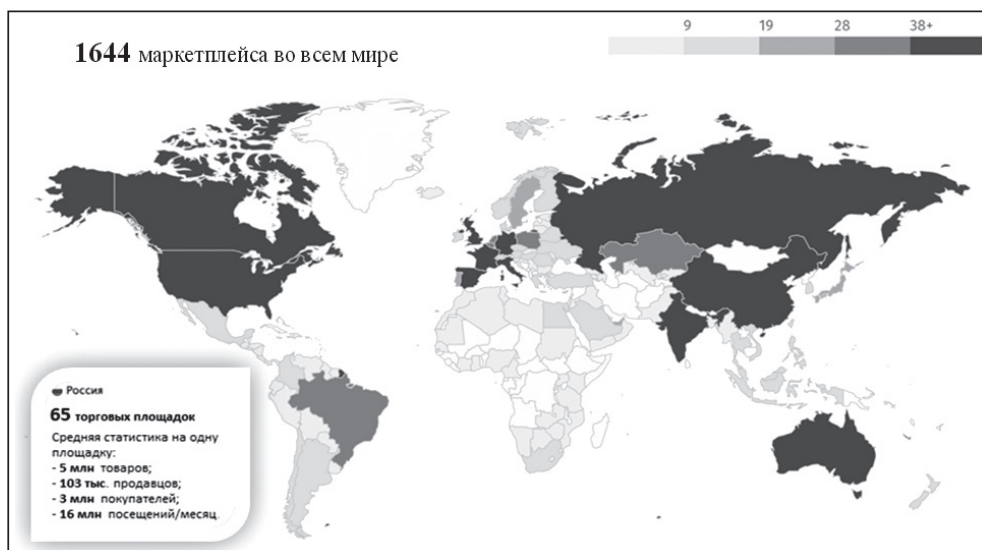 1644 маркетплейса во всем мире
9 19 28 38+
Россия
65 торговых площадок
Средняя статистика на одну
площадку:
- 5 млн товаров;
- 103 тыс. продавцов;
- 3 млн покупателей;
- 16 млн посещений/месяц.